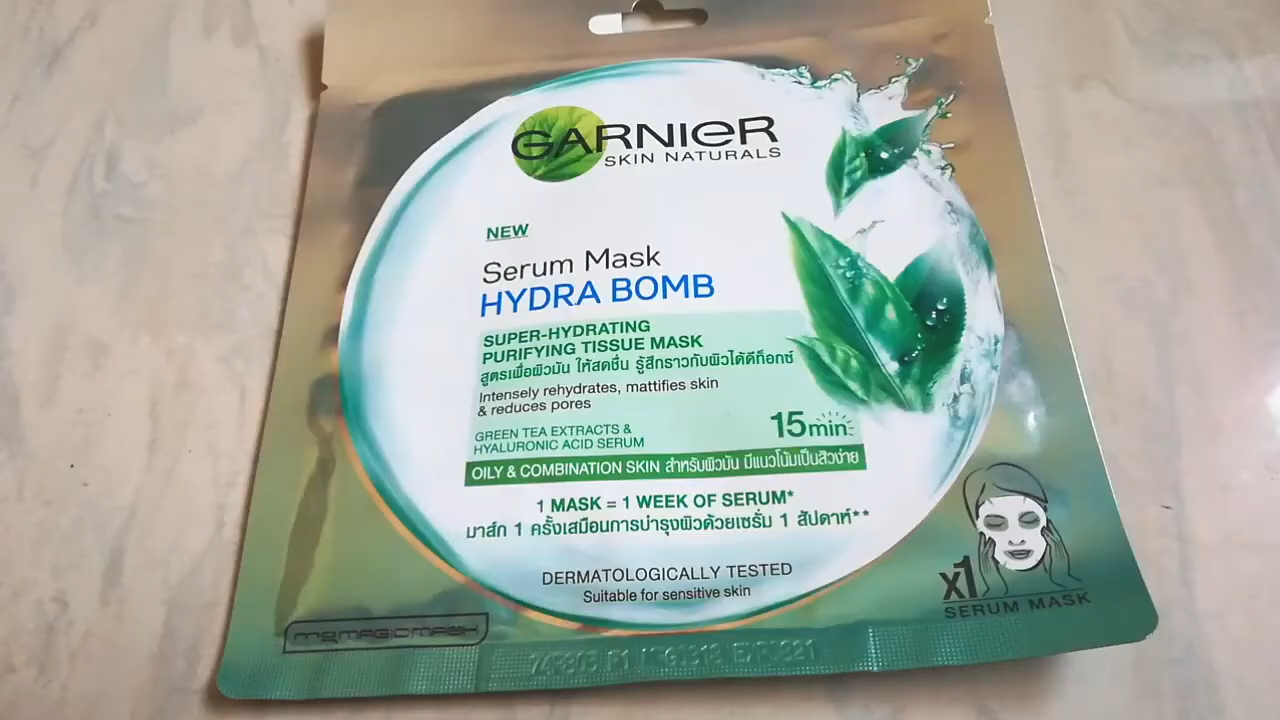 GARNIER
SKIN NATURALS
NEW
Serum Mask
HYDRA BOMB
SUPER-HYDRATING
PURIFYING TISSUE MASK
สูตรเพื่อผิวมัน ให้สดชื่น รู้สึกราวกับผิวได้ดีท็อกซ์
Intensely rehydrates, mattifies skin
& reduces pores
GREEN TEA EXTRACTS &
HYALURONIC ACID SERUM
15min
OILY & COMBINATION SKIN สำหรับผิวมัน มีแนวโน้มเป็นสิวง่าย
1 MASK = 1 WEEK OF SERUM*
มาส์ก 1 ครั้งเสมือนการบำรุงผิวด้วยเซรั่ม 1 สัปดาห์**
DERMATOLOGICALLY TESTED
Suitable for sensitive skin
x1
SERUM MASK